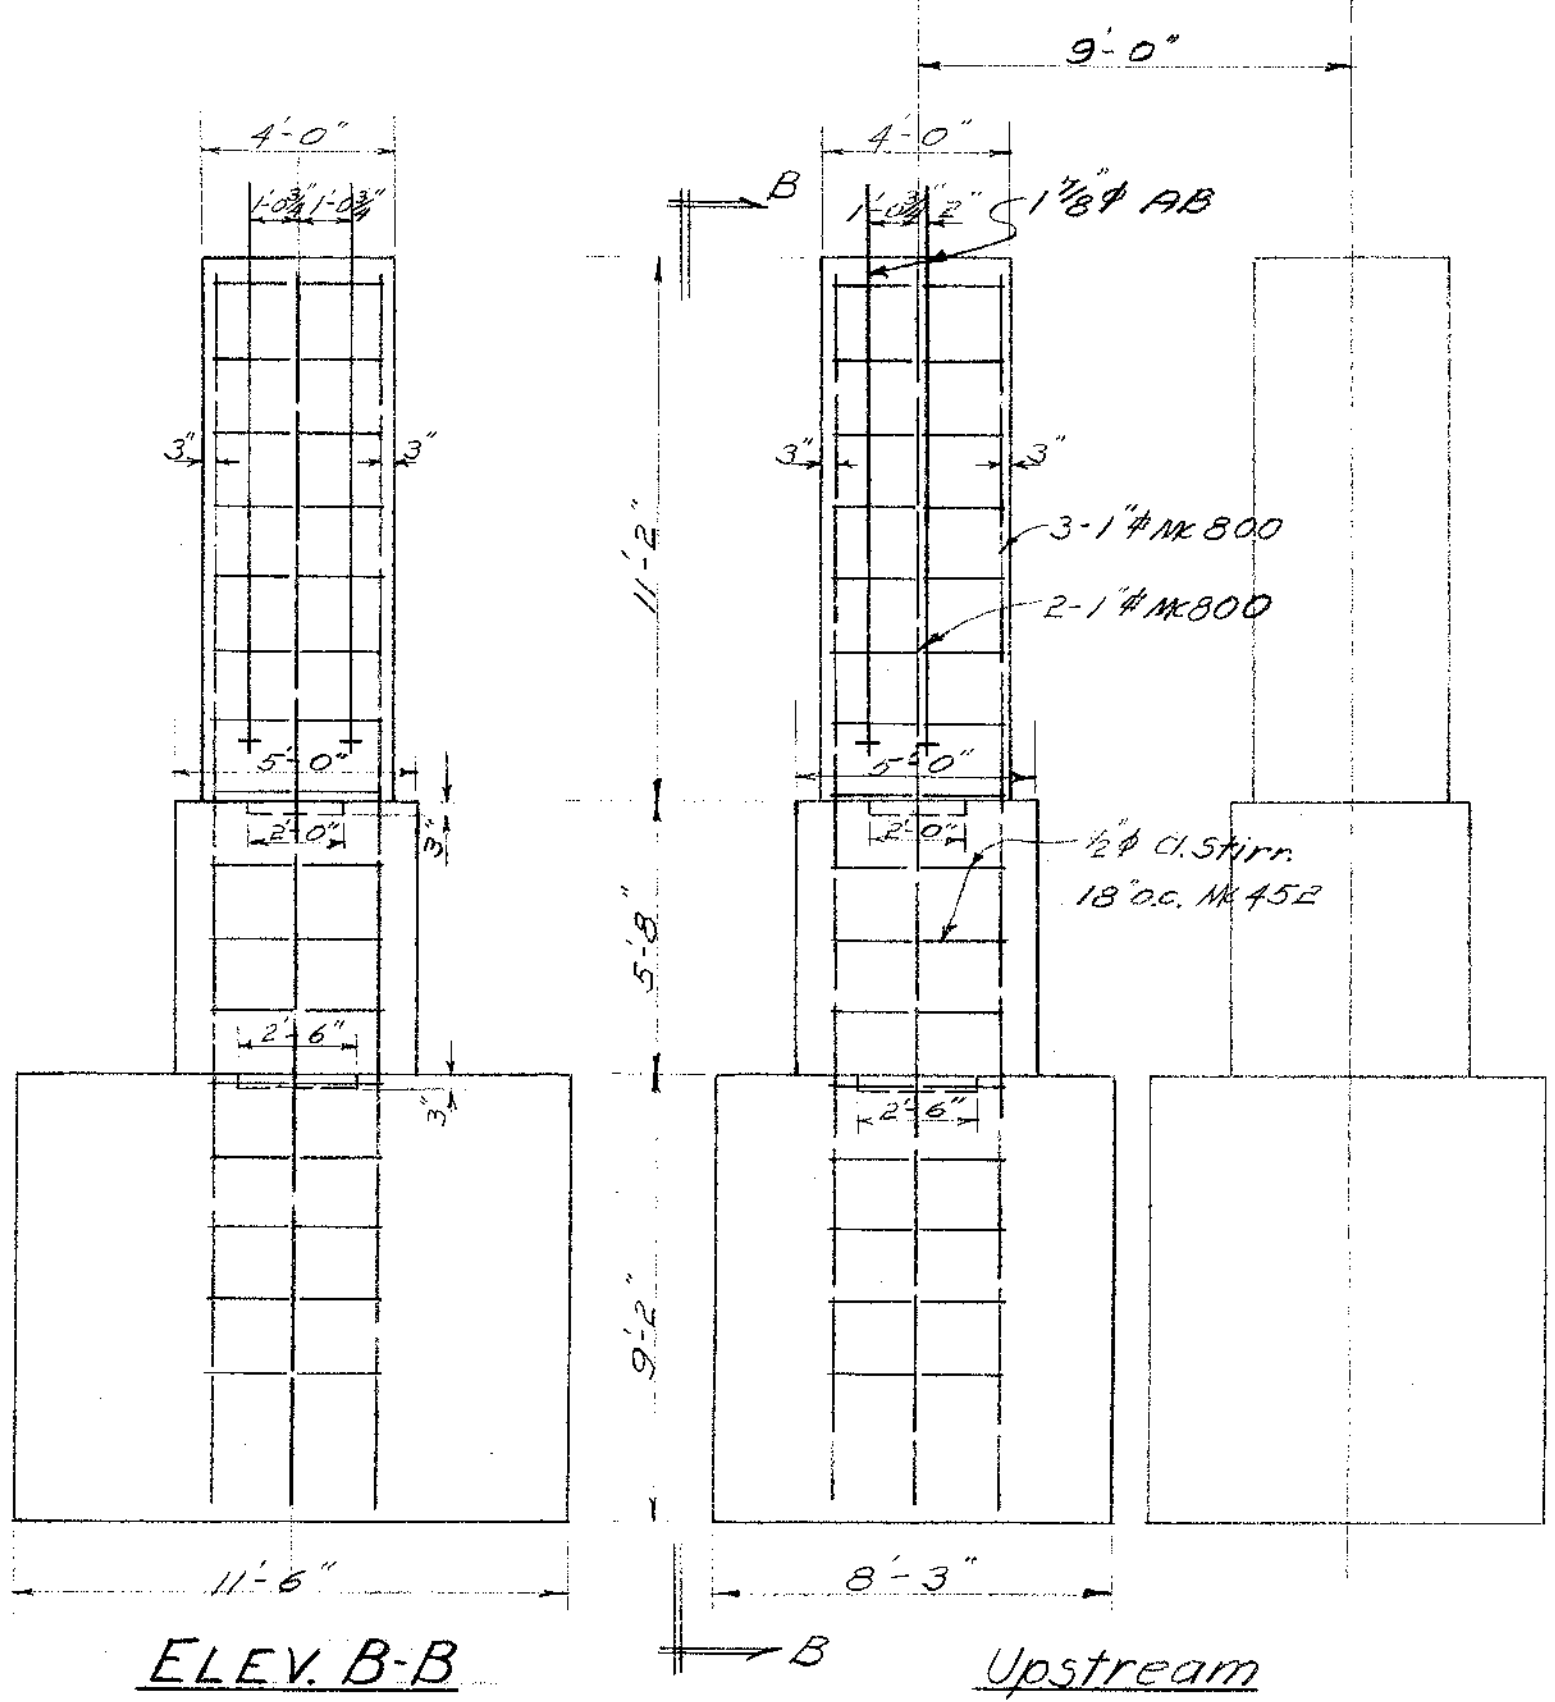 9'-0"
4'-0"
4'-0"
B
1'-0¾" 1'-0¾"
1'-0¾" 2"
1⅞"ϕ AB
3"
3"
3"
3"
11'-2"
3-1"⌽ Mk 800
2-1"⌽ Mk 800
5'-0"
5'-0"
2'-0"
3"
2'-0"
½"ϕ Cl. Stirr.
18" o.c. Mk 452
5'-8"
2'-6"
3"
2'-6"
9'-2"
11'-6"
8'-3"
B
ELEV. B-B
Upstream